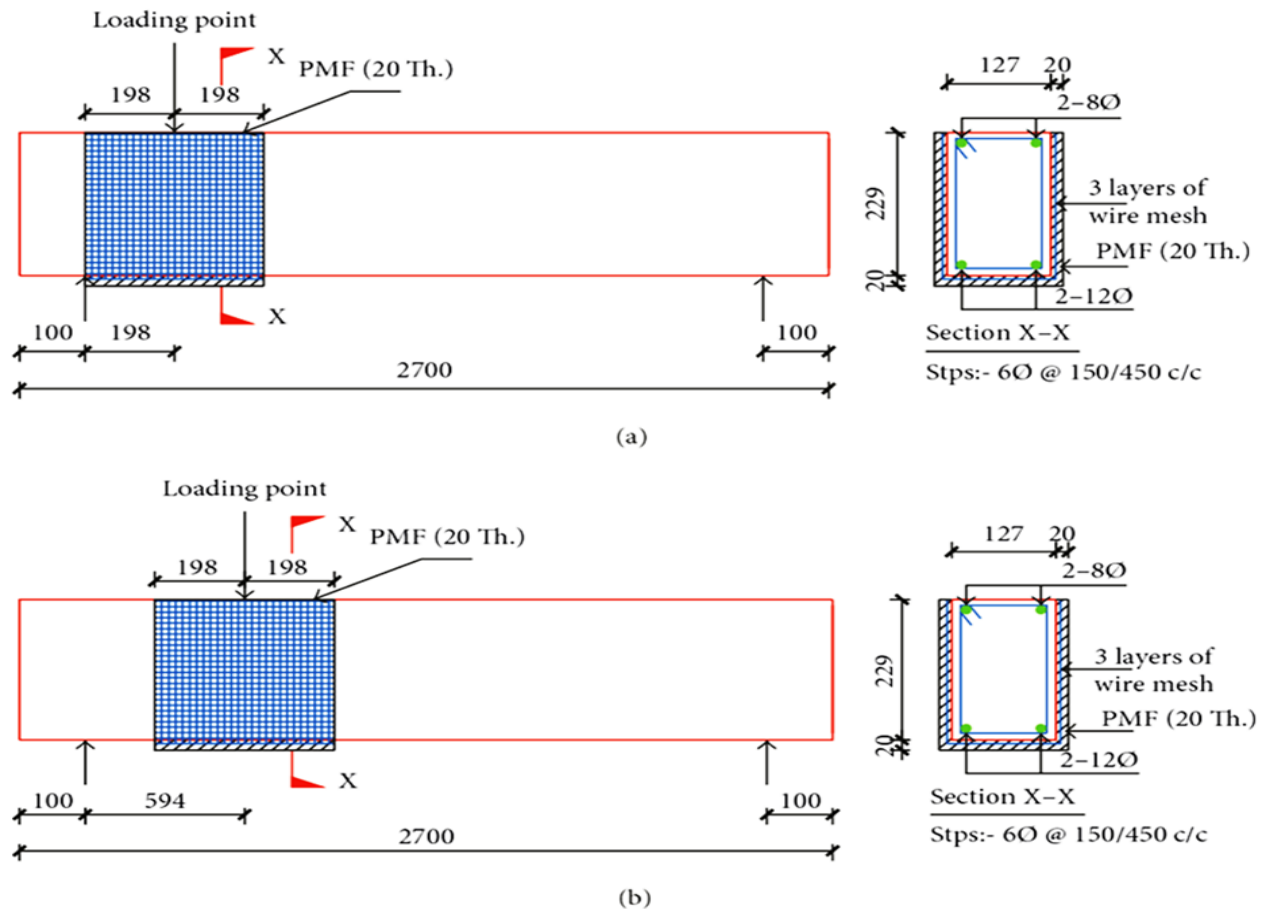 Loading point
X
PMF (20 Th.)
198
198
127
20
2-8Ø
229
3 layers of
wire mesh
PMF (20 Th.)
20
2-12Ø
X
100
198
100
Section X-X
2700
Stps:- 6Ø @ 150/450 c/c
(a)
Loading point
X
PMF (20 Th.)
198
198
127
20
2-8Ø
229
3 layers of
wire mesh
PMF (20 Th.)
20
2-12Ø
X
100
594
100
Section X-X
2700
Stps:- 6Ø @ 150/450 c/c
(b)